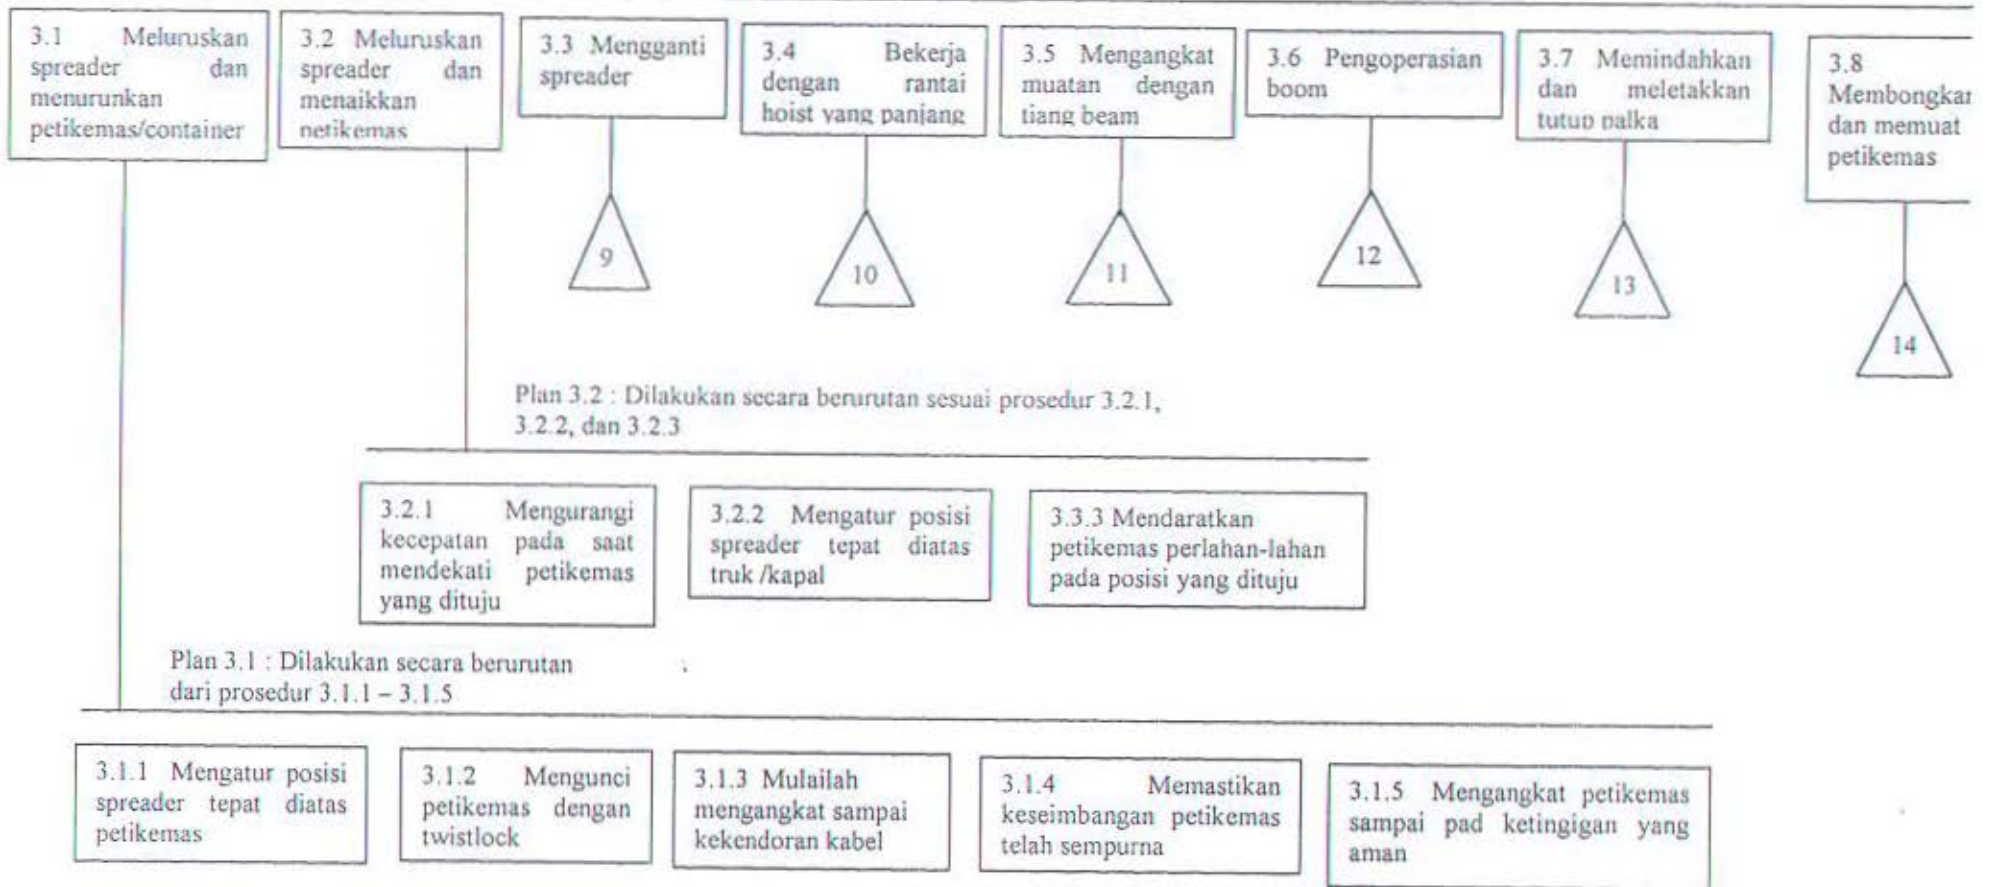 3.1 Meluruskan
spreader dan
menurunkan
petikemas/container
3.2 Meluruskan
spreader dan
menaikkan
petikemas
3.3 Mengganti
spreader
3.4 Bekerja
dengan rantai
hoist yang panjang
3.5 Mengangkat
muatan dengan
tiang beam
3.6 Pengoperasian
boom
3.7 Memindahkan
dan meletakkan
tutup palka
3.8
Membongkar
dan memuat
petikemas
9
10
11
12
13
14
Plan 3.2 : Dilakukan secara berurutan sesuai prosedur 3.2.1,
3.2.2, dan 3.2.3
3.2.1 Mengurangi
kecepatan pada saat
mendekati petikemas
yang dituju
3.2.2 Mengatur posisi
spreader tepat diatas
truk /kapal
3.3.3 Mendaratkan
petikemas perlahan-lahan
pada posisi yang dituju
Plan 3.1 : Dilakukan secara berurutan
dari prosedur 3.1.1 – 3.1.5
3.1.1 Mengatur posisi
spreader tepat diatas
petikemas
3.1.2 Mengunci
petikemas dengan
twistlock
3.1.3 Mulailah
mengangkat sampai
kekendoran kabel
3.1.4 Memastikan
keseimbangan petikemas
telah sempurna
3.1.5 Mengangkat petikemas
sampai pad ketingigan yang
aman